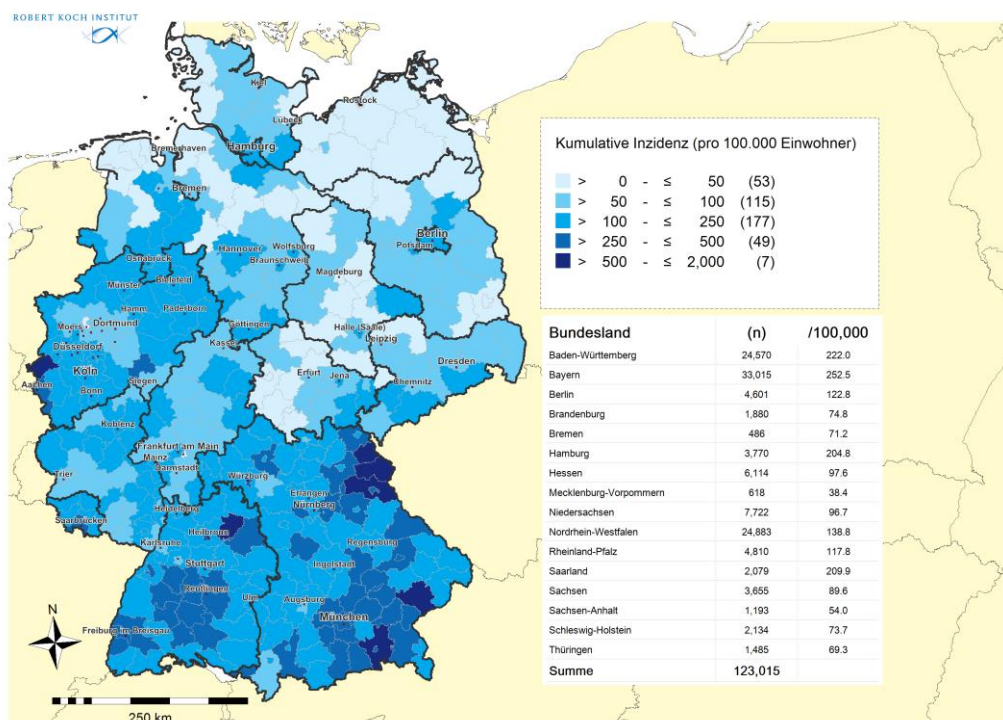 ROBERT KOCH INSTITUT
Kiel
Rostock
Lübeck
Bremerhaven
Hamburg
Bremen
Berlin
Potsdam
Hannover
Wolfsburg
Braunschweig
Magdeburg
Osnabrück
Bielefeld
Münster
Paderborn
Hamm
Moers
Dortmund
Göttingen
Halle (Saale)
Leipzig
Düsseldorf
Kassel
Dresden
Köln
Erfurt
Jena
Chemnitz
Aachen
Siegen
Bonn
Koblenz
Frankfurt am Main
Mainz
Darmstadt
Trier
Würzburg
Erlangen
Nürnberg
Heidelberg
Saarbrücken
Heilbronn
Karlsruhe
Regensburg
Stuttgart
Ingolstadt
Reutlingen
Ulm
Augsburg
München
Freiburg im Breisgau
N
250 km
Kumulative Inzidenz (pro 100.000 Einwohner)
> 0 - ≤ 50 (53)
> 50 - ≤ 100 (115)
> 100 - ≤ 250 (177)
> 250 - ≤ 500 (49)
> 500 - ≤ 2,000 (7)
Bundesland (n) /100,000
Baden-Württemberg 24,570 222.0
Bayern 33,015 252.5
Berlin 4,601 122.8
Brandenburg 1,880 74.8
Bremen 486 71.2
Hamburg 3,770 204.8
Hessen 6,114 97.6
Mecklenburg-Vorpommern 618 38.4
Niedersachsen 7,722 96.7
Nordrhein-Westfalen 24,883 138.8
Rheinland-Pfalz 4,810 117.8
Saarland 2,079 209.9
Sachsen 3,655 89.6
Sachsen-Anhalt 1,193 54.0
Schleswig-Holstein 2,134 73.7
Thüringen 1,485 69.3
Summe 123,015